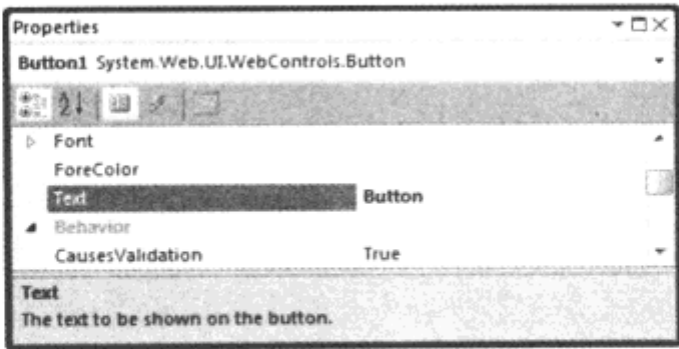 Properties
Button1 System.Web.UI.WebControls.Button
Font
ForeColor
Text Button
Behavior
CausesValidation True
Text
The text to be shown on the button.